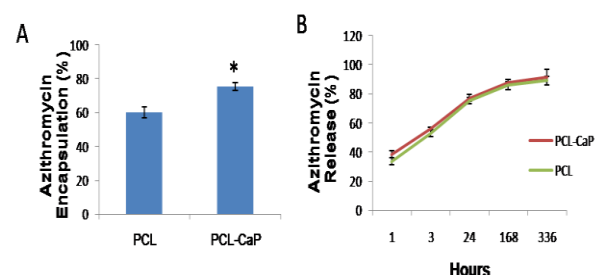 A
Azithromycin
Encapsulation (%)
100
80
60
40
20
0
*
PCL
PCL-CaP
B
Azithromycin
Release (%)
120
100
80
60
40
20
0
1 3 24 168 336
Hours
PCL-CaP
PCL